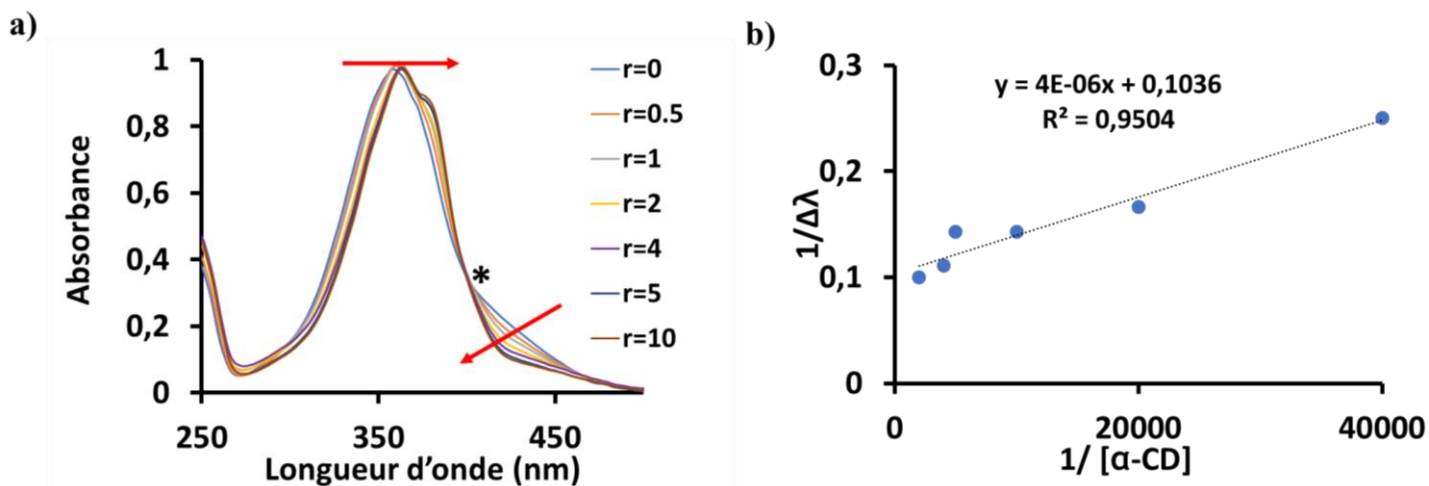 a)
Absorbance
1
0,8
0,6
0,4
0,2
0
250
350
450
Longueur d’onde (nm)
*
r=0
r=0.5
r=1
r=2
r=4
r=5
r=10
b)
y = 4E-06x + 0,1036
R² = 0,9504
1/Δλ
0,3
0,2
0,1
0
0
20000
40000
1/ [α-CD]